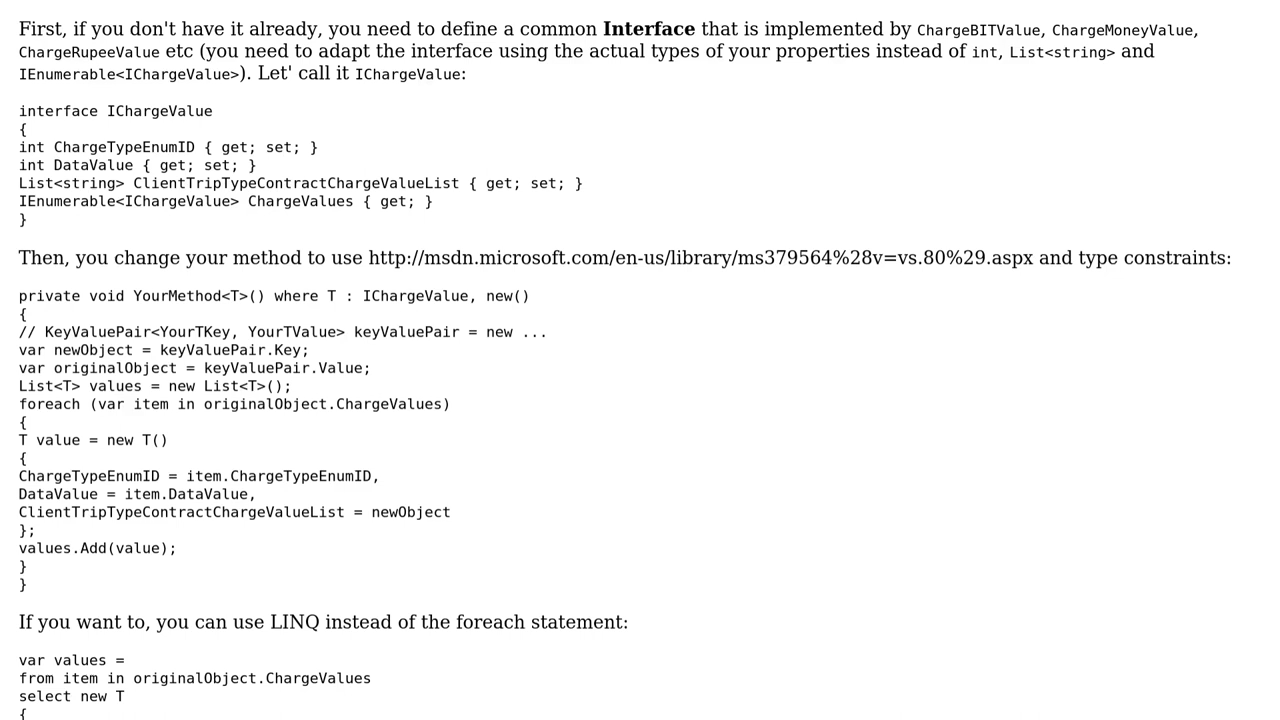 First, if you don't have it already, you need to define a common Interface that is implemented by ChargeBITValue, ChargeMoneyValue,
ChargeRupeeValue etc (you need to adapt the interface using the actual types of your properties instead of int, List<string> and
IEnumerable<IChargeValue>). Let' call it IChargeValue:
interface IChargeValue
{
int ChargeTypeEnumID { get; set; }
int DataValue { get; set; }
List<string> ClientTripTypeContractChargeValueList { get; set; }
IEnumerable<IChargeValue> ChargeValues { get; }
}
Then, you change your method to use http://msdn.microsoft.com/en-us/library/ms379564%28v=vs.80%29.aspx and type constraints:
private void YourMethod<T>() where T : IChargeValue, new()
{
// KeyValuePair<YourTKey, YourTValue> keyValuePair = new ...
var newObject = keyValuePair.Key;
var originalObject = keyValuePair.Value;
List<T> values = new List<T>();
foreach (var item in originalObject.ChargeValues)
{
T value = new T()
{
ChargeTypeEnumID = item.ChargeTypeEnumID,
DataValue = item.DataValue,
ClientTripTypeContractChargeValueList = newObject
};
values.Add(value);
}
}
If you want to, you can use LINQ instead of the foreach statement:
var values =
from item in originalObject.ChargeValues
select new T
{